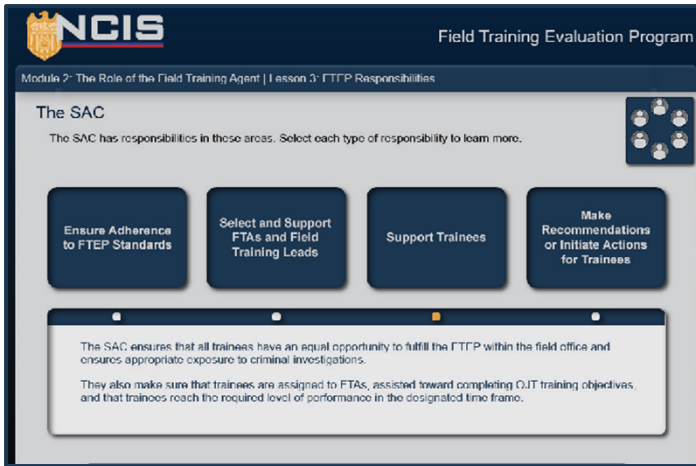 NCIS
Field Training Evaluation Program
Module 2: The Role of the Field Training Agent | Lesson 3: FTEP Responsibilities
The SAC
The SAC has responsibilities in these areas. Select each type of responsibility to learn more.
Ensure Adherence
to FTEP Standards
Select and Support
FTAs and Field
Training Leads
Support Trainees
Make
Recommendations
or Initiate Actions
for Trainees
The SAC ensures that all trainees have an equal opportunity to fulfill the FTEP within the field office and
ensures appropriate exposure to criminal investigations.
They also make sure that trainees are assigned to FTAs, assisted toward completing OJT training objectives,
and that trainees reach the required level of performance in the designated time frame.